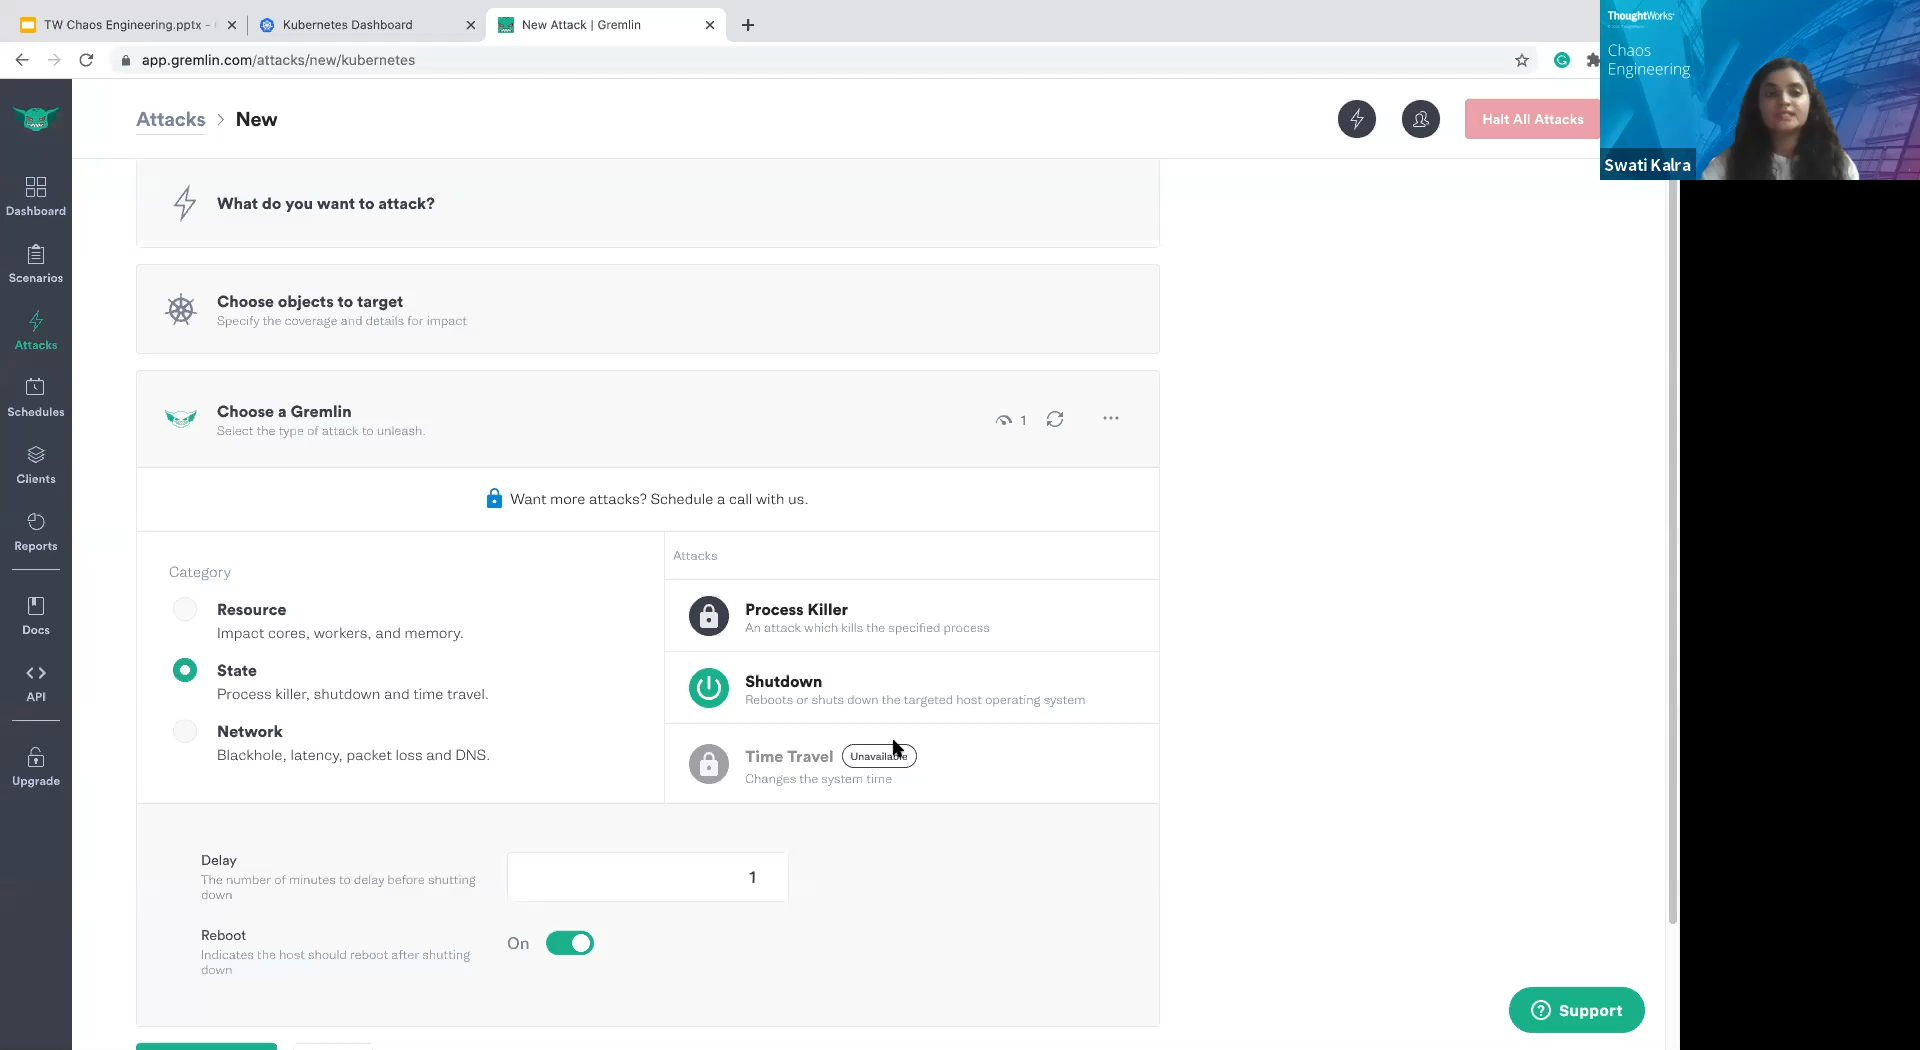 TW Chaos Engineering.pptx -
Kubernetes Dashboard
New Attack | Gremlin
app.gremlin.com/attacks/new/kubernetes
ThoughtWorks
Chaos
Engineering
Swati Kalra
Attacks > New
Halt All Attacks
Dashboard
Scenarios
Attacks
Schedules
Clients
Reports
Docs
API
Upgrade
What do you want to attack?
Choose objects to target
Specify the coverage and details for impact
Choose a Gremlin
Select the type of attack to unleash.
1
Want more attacks? Schedule a call with us.
Category
Resource
Impact cores, workers, and memory.
State
Process killer, shutdown and time travel.
Network
Blackhole, latency, packet loss and DNS.
Attacks
Process Killer
An attack which kills the specified process
Shutdown
Reboots or shuts down the targeted host operating system
Time Travel Unavailable
Changes the system time
Delay
The number of minutes to delay before shutting
down
1
Reboot
Indicates the host should reboot after shutting
down
On
Support